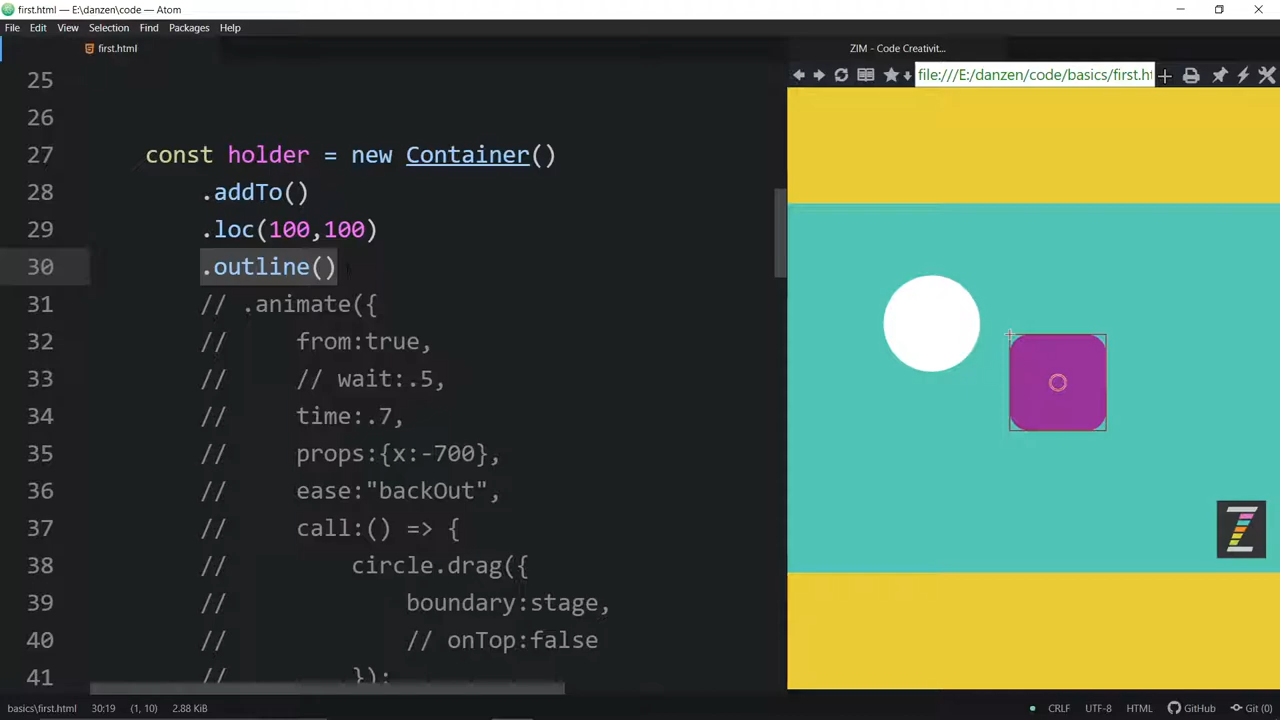 first.html — E:\danzen\code — Atom
File Edit View Selection Find Packages Help
first.html
ZIM - Code Creativit...
file:///E:/danzen/code/basics/first.ht
25
26
27 const holder = new Container()
28 .addTo()
29 .loc(100,100)
30 .outline()
31 // .animate({
32 // from:true,
33 // // wait:.5,
34 // time:.7,
35 // props:{x:-700},
36 // ease:"backOut",
37 // call:() => {
38 // circle.drag({
39 // boundary:stage,
40 // // onTop:false
41 // });
Z
basics\first.html 30:19 (1, 10) 2.88 KiB CRLF UTF-8 HTML GitHub Git (0)